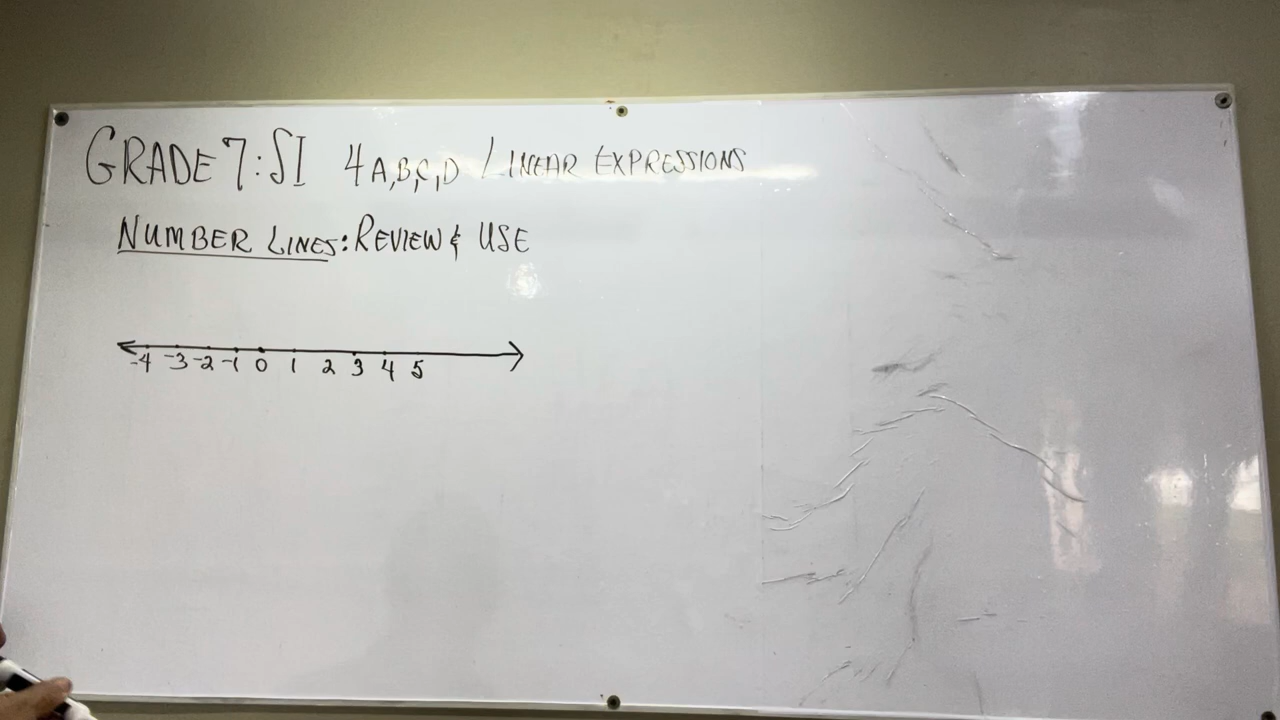 GRADE 7: SI 4A,B,C,D / LINEAR EXPRESSIONS
NUMBER LINES: REVIEW & USE
-4 -3 -2 -1 0 1 2 3 4 5